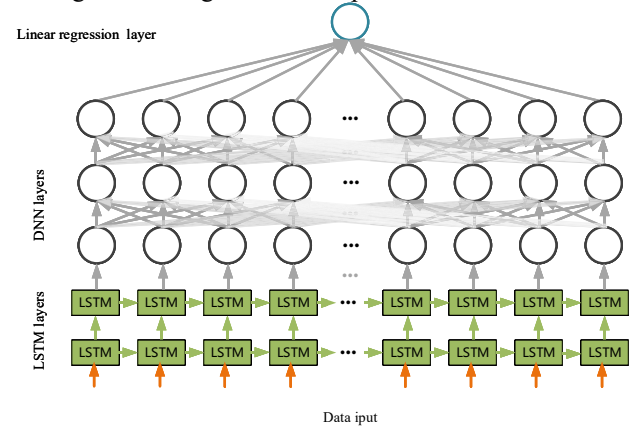 Linear regression layer
...
...
DNN layers
...
...
LSTM layers
LSTM LSTM LSTM LSTM ... LSTM LSTM LSTM LSTM
LSTM LSTM LSTM LSTM ... LSTM LSTM LSTM LSTM
Data iput